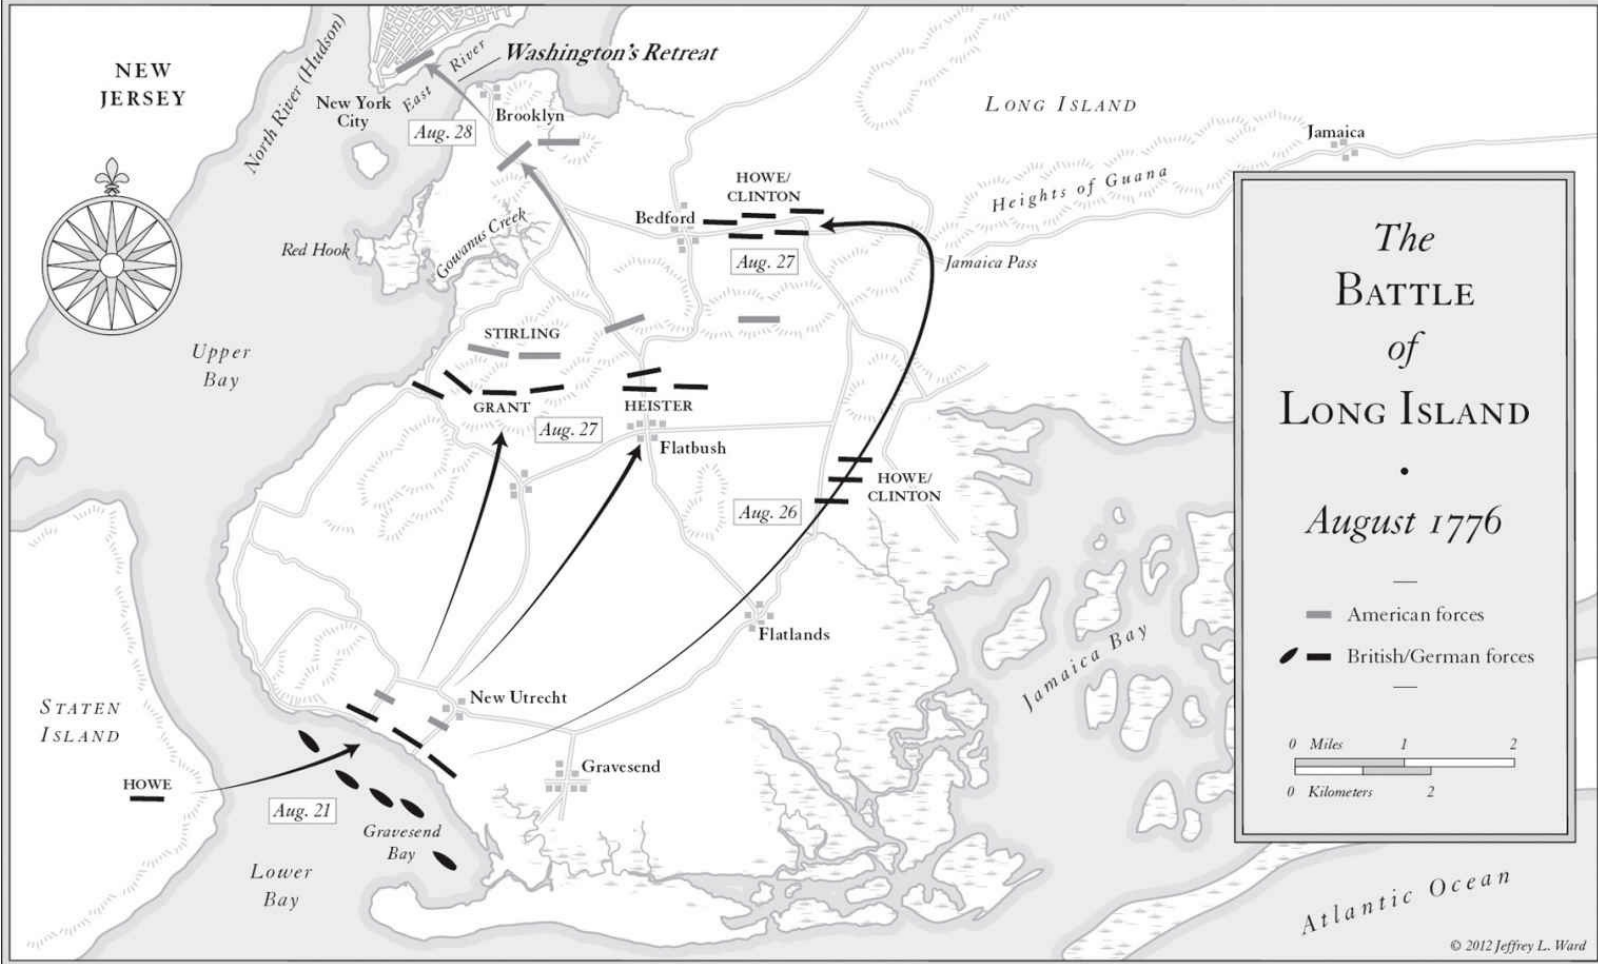 NEW
JERSEY
North River (Hudson)
New York
City
East River
Washington's Retreat
Aug. 28
Brooklyn
LONG ISLAND
Jamaica
Heights of Guana
HOWE/
CLINTON
Bedford
Aug. 27
Jamaica Pass
Red Hook
Gowanus Creek
Upper
Bay
STIRLING
GRANT
Aug. 27
HEISTER
Flatbush
HOWE/
CLINTON
Aug. 26
Flatlands
Jamaica Bay
New Utrecht
Gravesend
STATEN
ISLAND
HOWE
Aug. 21
Gravesend
Bay
Lower
Bay
Atlantic Ocean
The
BATTLE
of
LONG ISLAND
•
August 1776
American forces
British/German forces
0 Miles 1 2
0 Kilometers 2
© 2012 Jeffrey L. Ward